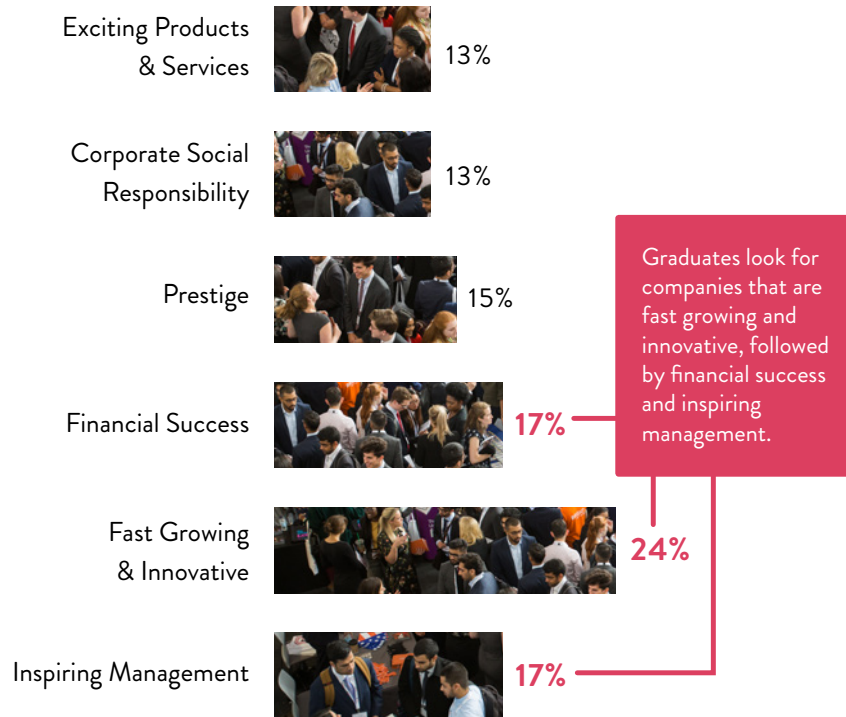 Exciting Products
& Services
13%
Corporate Social
Responsibility
13%
Prestige
15%
Graduates look for
companies that are
fast growing and
innovative, followed
by financial success
and inspiring
management.
Financial Success
17%
Fast Growing
& Innovative
24%
Inspiring Management
17%